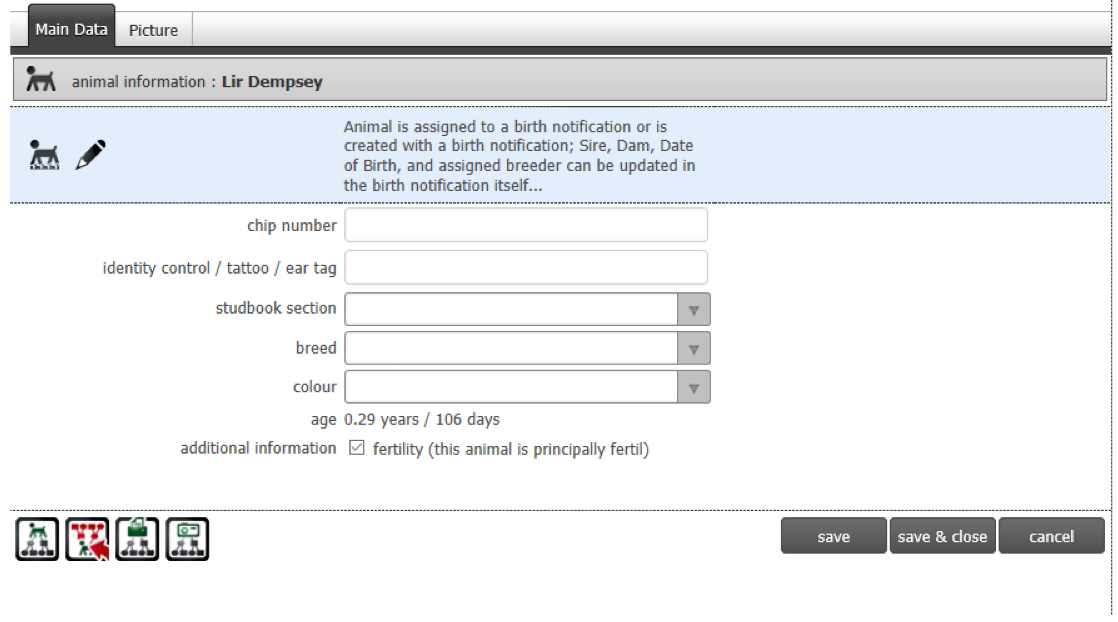 Main Data Picture
animal information : Lir Dempsey
Animal is assigned to a birth notification or is
created with a birth notification; Sire, Dam, Date
of Birth, and assigned breeder can be updated in
the birth notification itself...
chip number
identity control / tattoo / ear tag
studbook section
breed
colour
age 0.29 years / 106 days
additional information fertility (this animal is principally fertil)
save save & close cancel